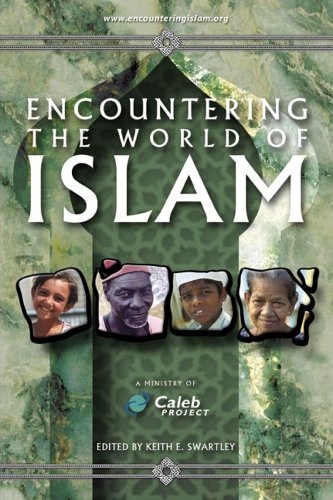 www.encounteringislam.org
ENCOUNTERING
THE WORLD OF
ISLAM
A MINISTRY OF
Caleb
PROJECT
EDITED BY KEITH E. SWARTLEY